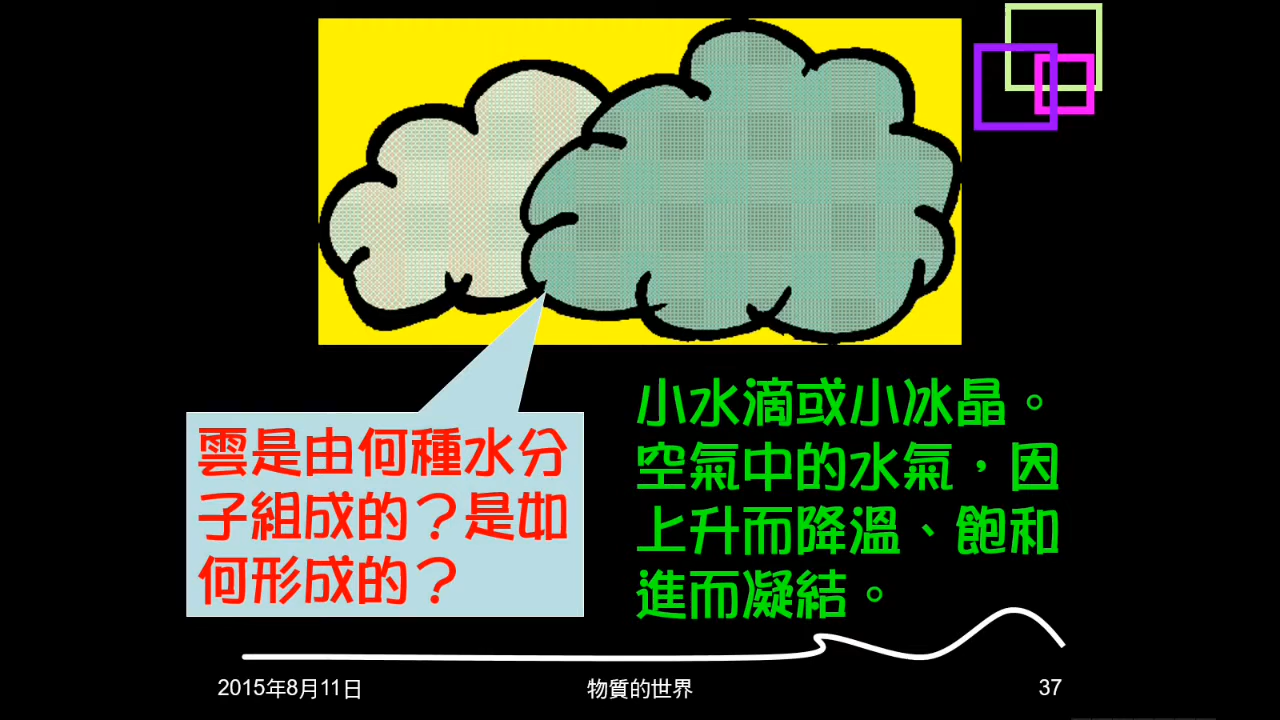 雲是由何種水分
子組成的？是如
何形成的？
小水滴或小冰晶。
空氣中的水氣，因
上升而降溫、飽和
進而凝結。
2015年8月11日
物質的世界
37